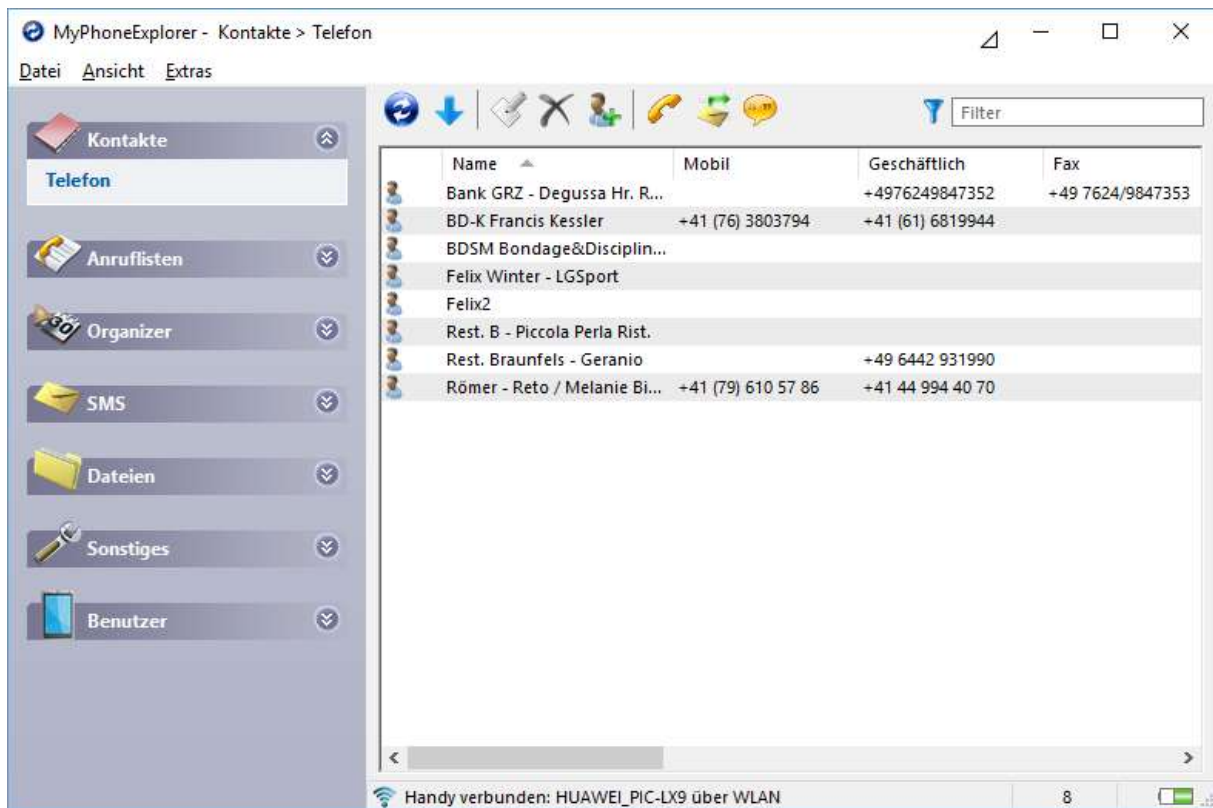 MyPhoneExplorer - Kontakte > Telefon
Datei Ansicht Extras
Kontakte
Telefon
Anruflisten
Organizer
SMS
Dateien
Sonstiges
Benutzer
Filter
Name Mobil Geschäftlich Fax
Bank GRZ - Degussa Hr. R... +4976249847352 +49 7624/9847353
BD-K Francis Kessler +41 (76) 3803794 +41 (61) 6819944
BDSM Bondage&Disciplin...
Felix Winter - LGSport
Felix2
Rest. B - Piccola Perla Rist.
Rest. Braunfels - Geranio +49 6442 931990
Römer - Reto / Melanie Bi... +41 (79) 610 57 86 +41 44 994 40 70
Handy verbunden: HUAWEI_PIC-LX9 über WLAN 8